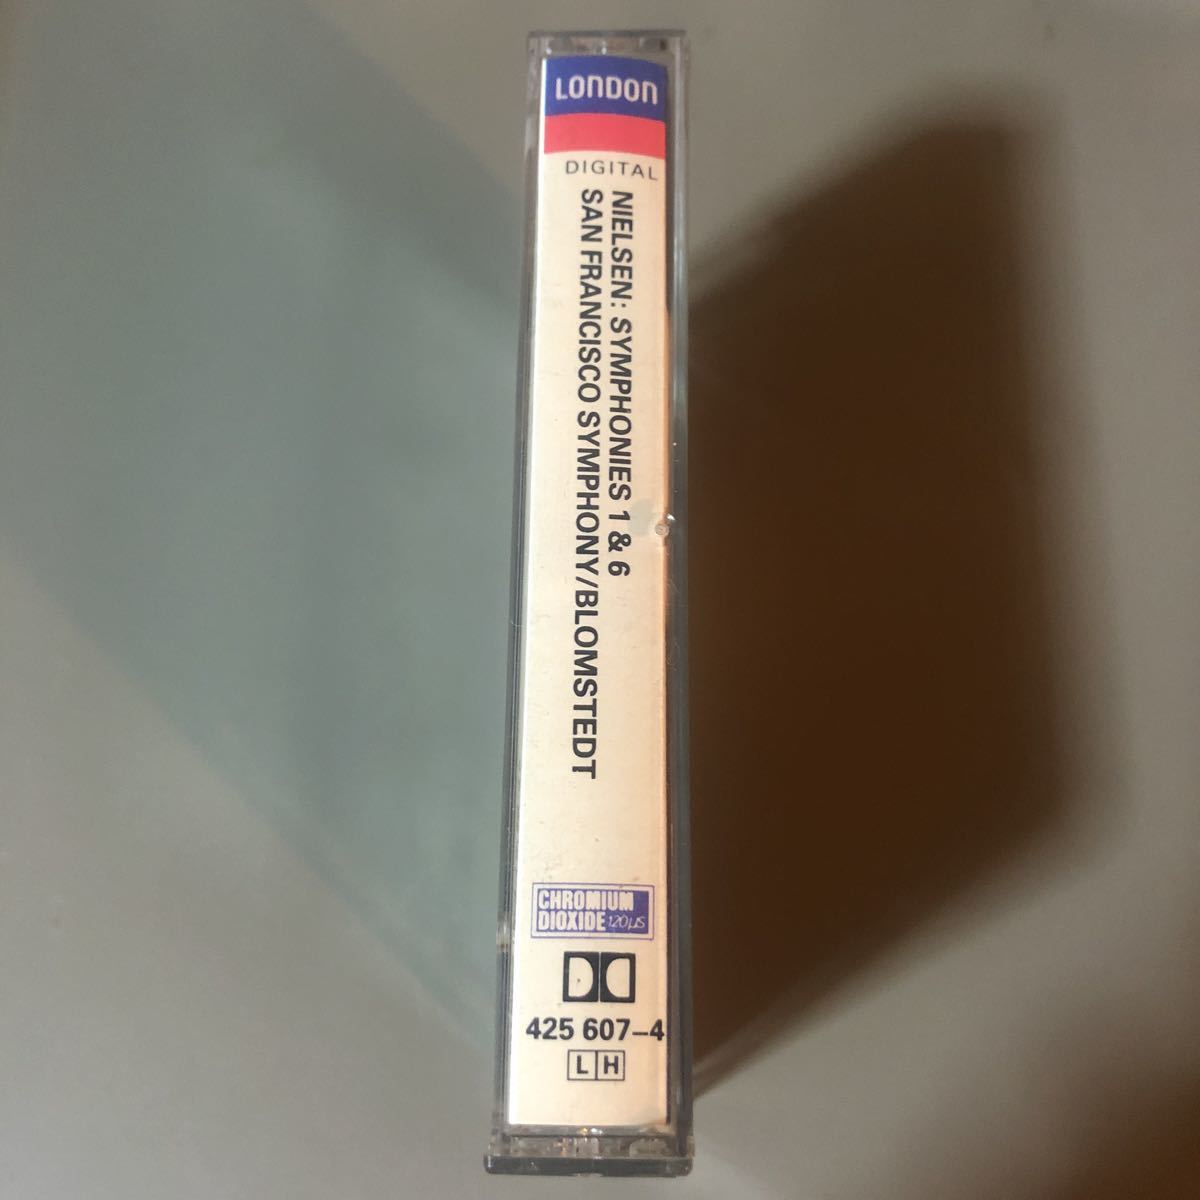 LONDON
DIGITAL
NIELSEN: SYMPHONIES 1 & 6
SAN FRANCISCO SYMPHONY/BLOMSTEDT
CHROMIUM
DIOXIDE 120µs
425 607-4
L H